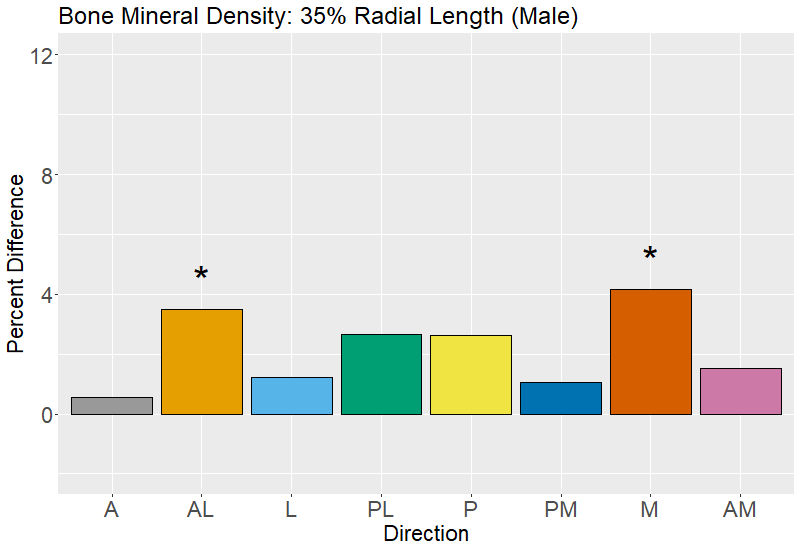 Bone Mineral Density: 35% Radial Length (Male)
12
8
4
0
Percent Difference
*
*
A AL L PL P PM M AM
Direction